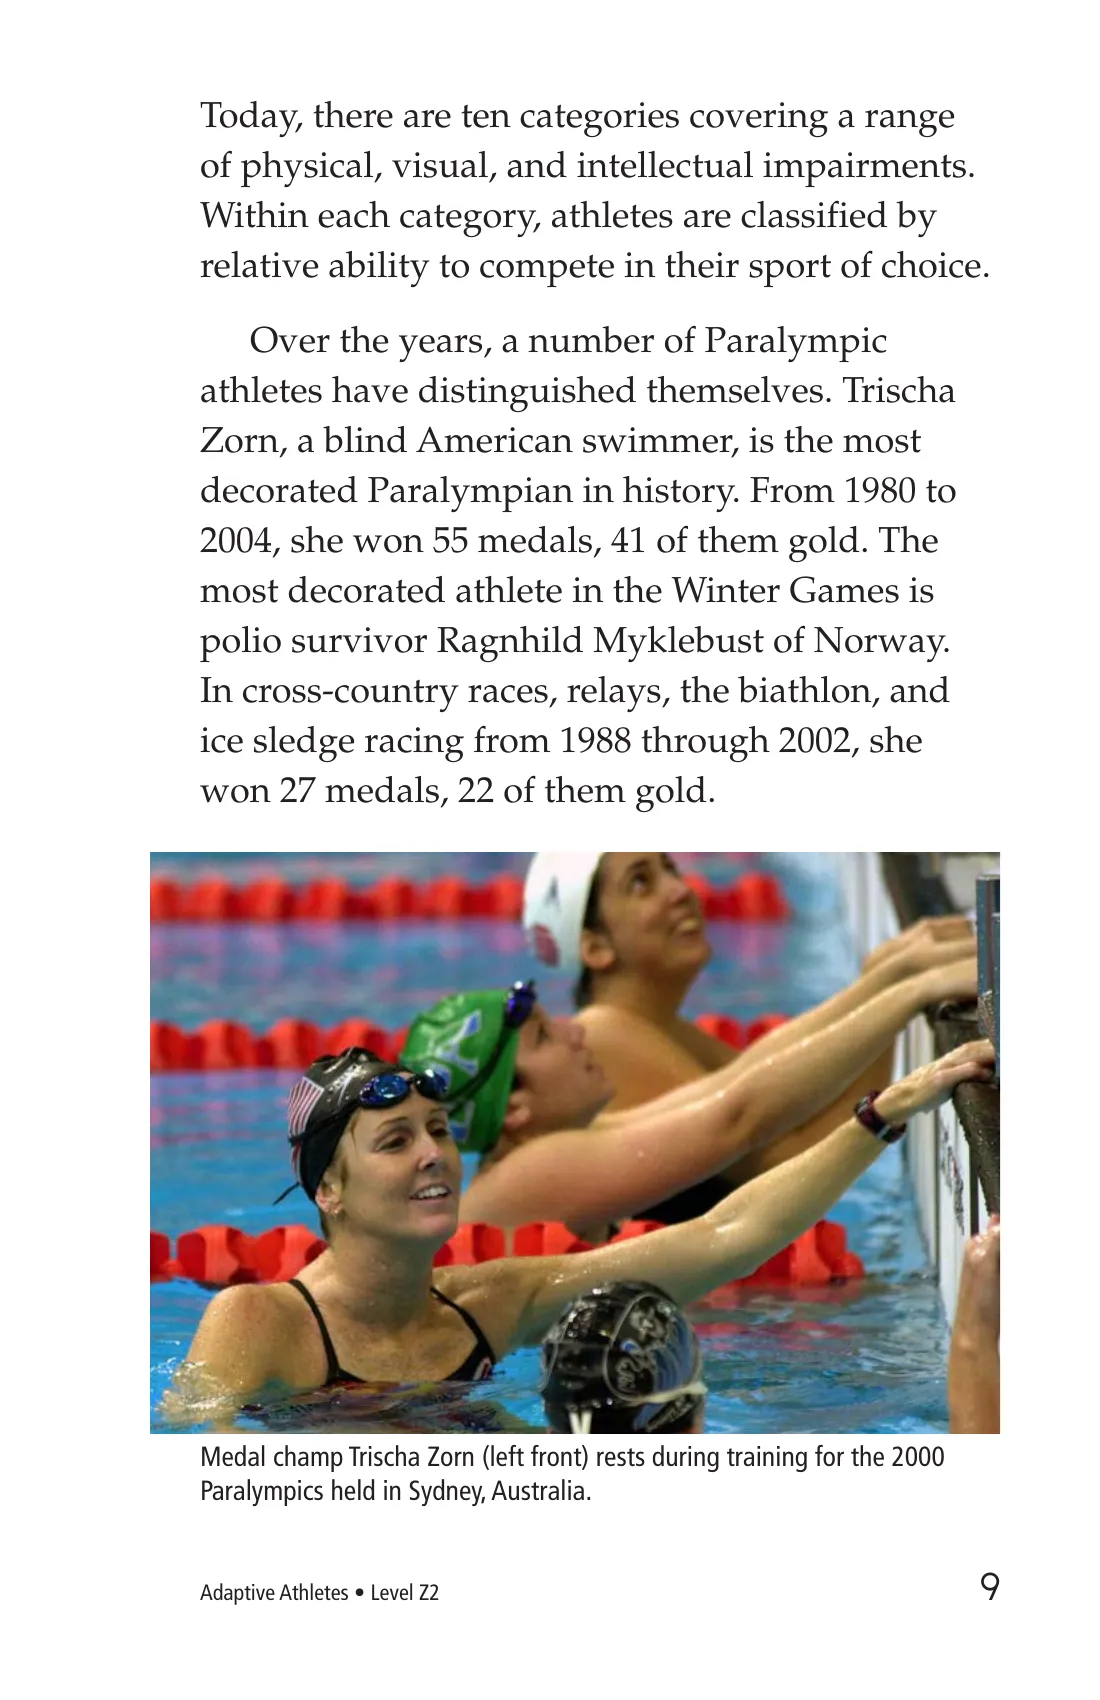 Today, there are ten categories covering a range
of physical, visual, and intellectual impairments.
Within each category, athletes are classified by
relative ability to compete in their sport of choice.
Over the years, a number of Paralympic
athletes have distinguished themselves. Trischa
Zorn, a blind American swimmer, is the most
decorated Paralympian in history. From 1980 to
2004, she won 55 medals, 41 of them gold. The
most decorated athlete in the Winter Games is
polio survivor Ragnhild Myklebust of Norway.
In cross-country races, relays, the biathlon, and
ice sledge racing from 1988 through 2002, she
won 27 medals, 22 of them gold.
Medal champ Trischa Zorn (left front) rests during training for the 2000
Paralympics held in Sydney, Australia.
Adaptive Athletes • Level Z2
9